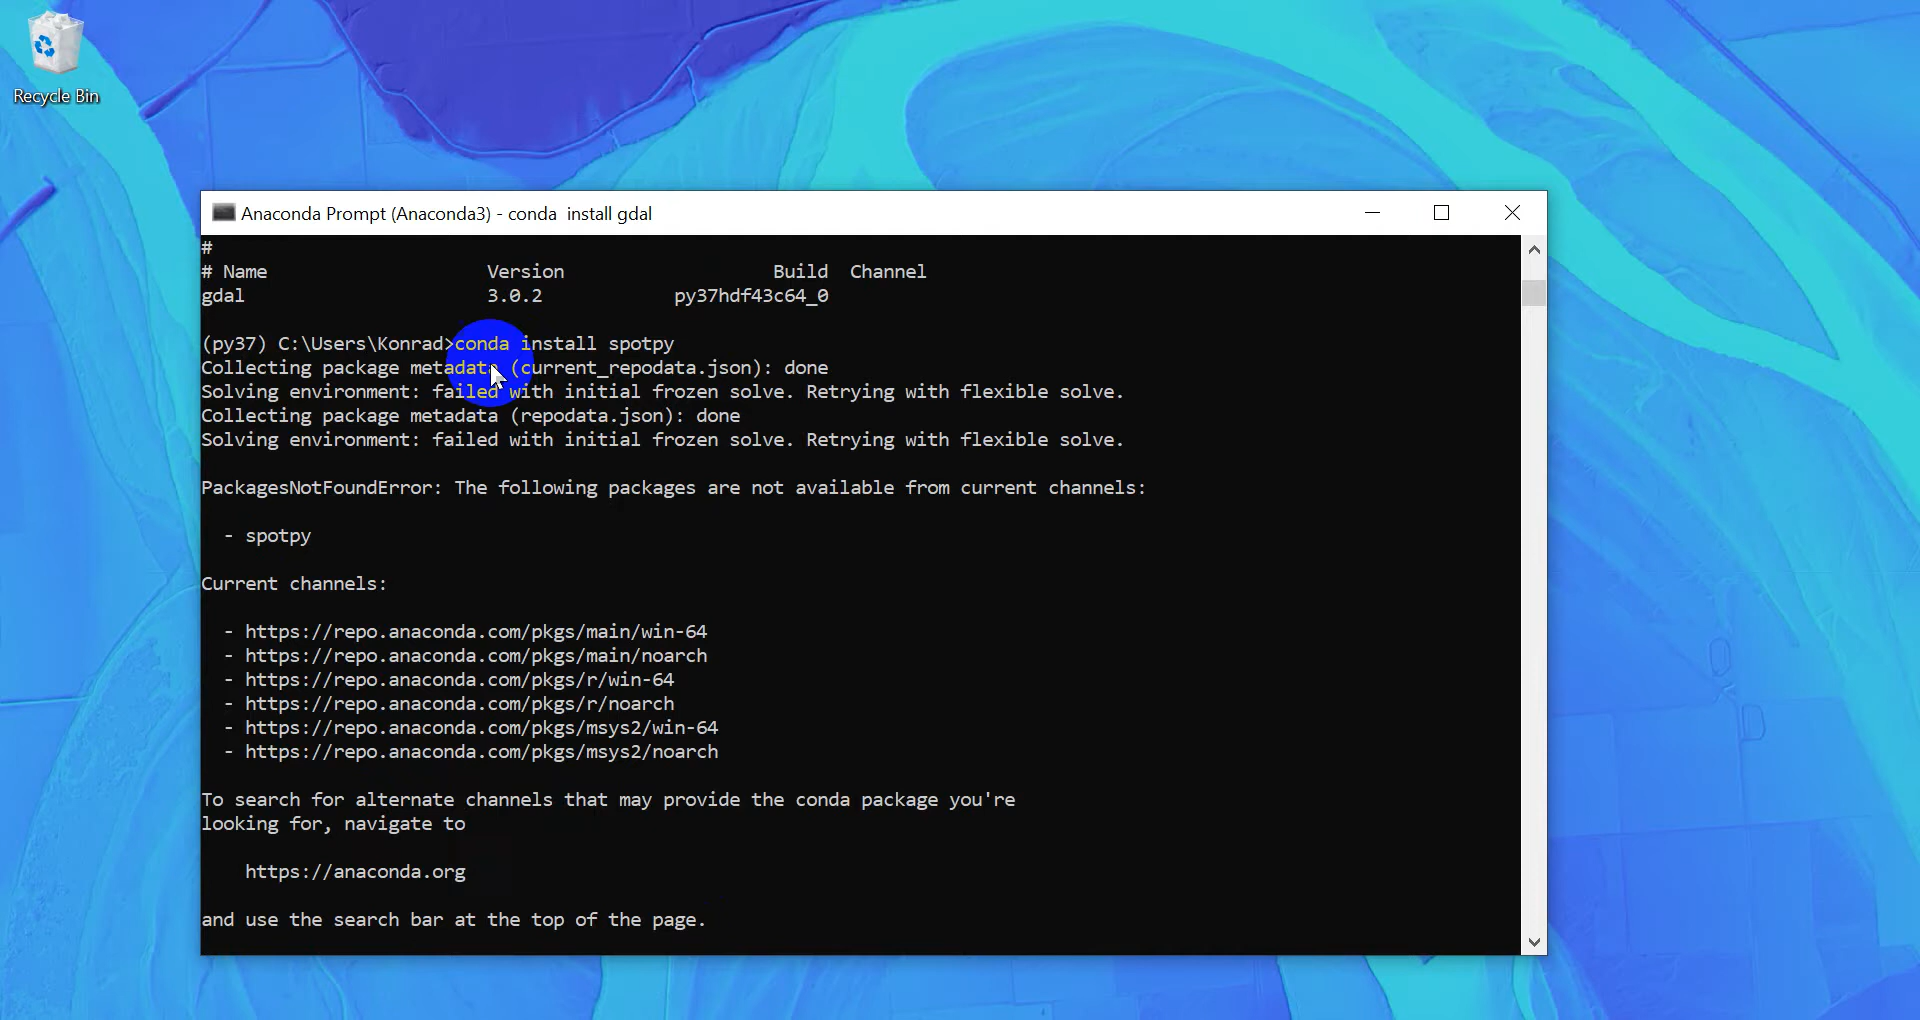 Recycle Bin
Anaconda Prompt (Anaconda3) - conda  install gdal
#
# Name                    Version                   Build  Channel
gdal                      3.0.2            py37hdf43c64_0
(py37) C:\Users\Konrad>conda install spotpy
Collecting package metadata (current_repodata.json): done
Solving environment: failed with initial frozen solve. Retrying with flexible solve.
Collecting package metadata (repodata.json): done
Solving environment: failed with initial frozen solve. Retrying with flexible solve.
PackagesNotFoundError: The following packages are not available from current channels:
- spotpy
Current channels:
- https://repo.anaconda.com/pkgs/main/win-64
- https://repo.anaconda.com/pkgs/main/noarch
- https://repo.anaconda.com/pkgs/r/win-64
- https://repo.anaconda.com/pkgs/r/noarch
- https://repo.anaconda.com/pkgs/msys2/win-64
- https://repo.anaconda.com/pkgs/msys2/noarch
To search for alternate channels that may provide the conda package you're
looking for, navigate to
https://anaconda.org
and use the search bar at the top of the page.